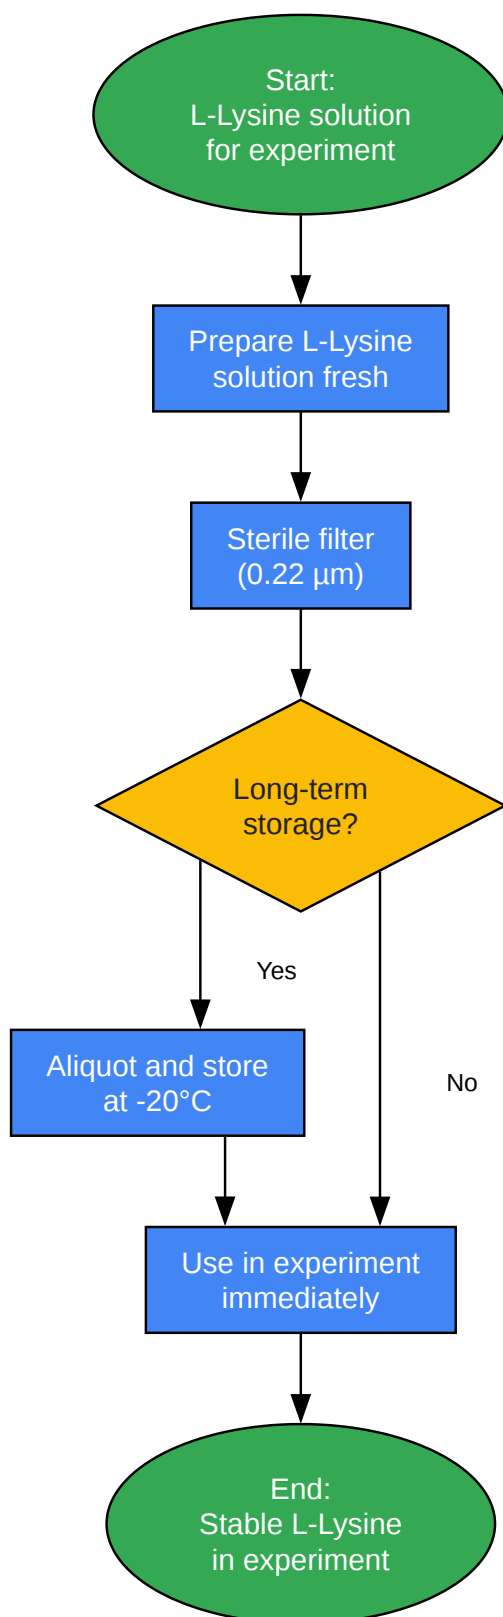 Start:
L-Lysine solution
for experiment
Prepare L-Lysine
solution fresh
Sterile filter
(0.22 µm)
Long-term
storage?
Yes
Aliquot and store
at -20°C
No
Use in experiment
immediately
End:
Stable L-Lysine
in experiment